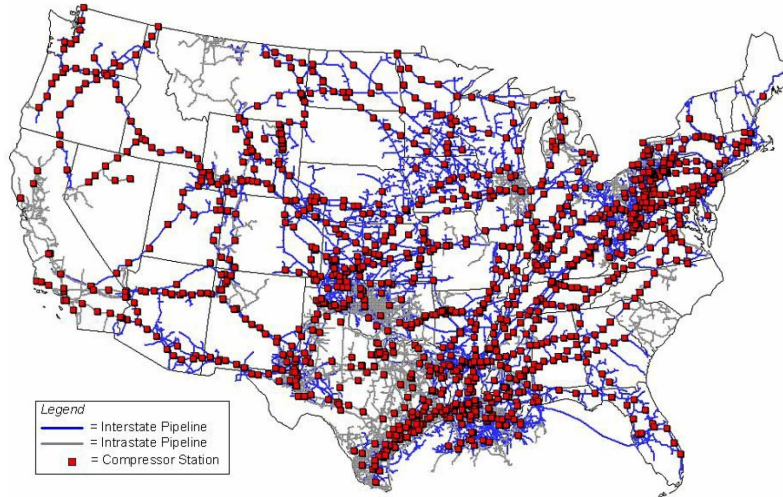 Legend
= Interstate Pipeline
= Intrastate Pipeline
= Compressor Station